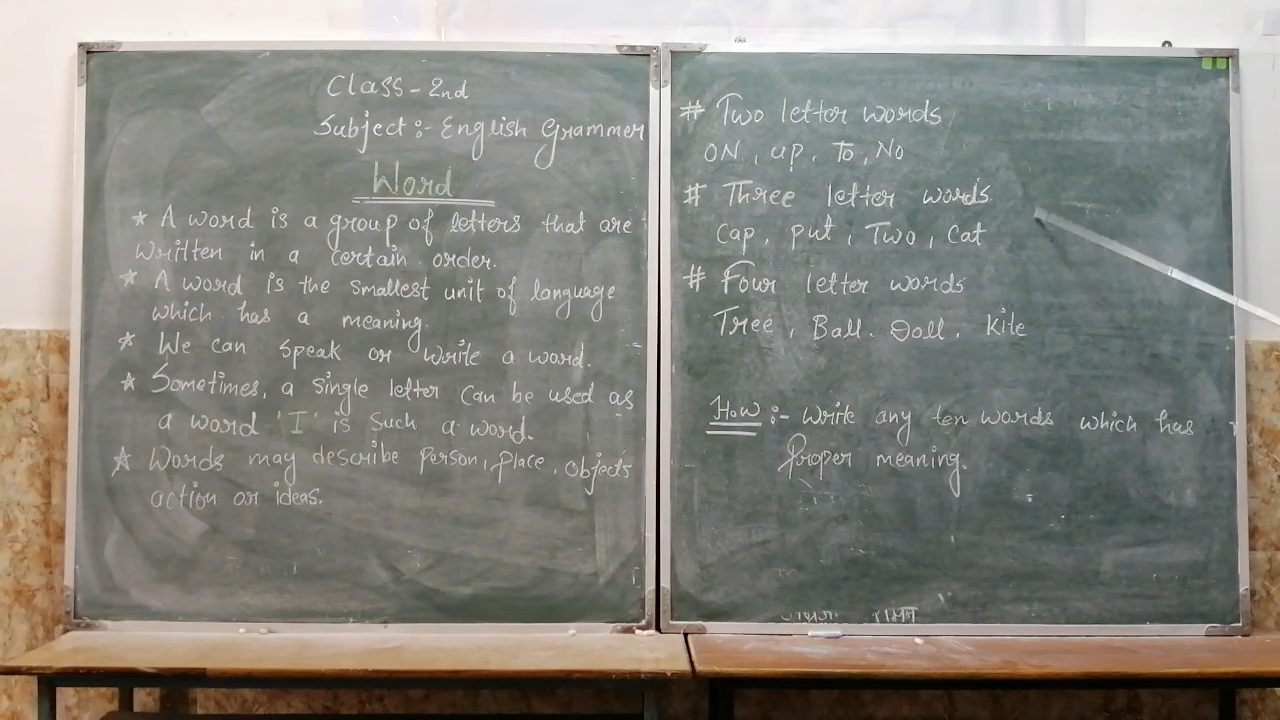 Class - 2nd
Subject :- English Grammer
Word
* A word is a group of letters that are
written in a certain order.
* A word is the smallest unit of language
which has a meaning.
* We can speak or write a word.
* Sometimes, a single letter can be used as
a word 'I' is such a word.
* Words may describe person, place, objects
action or ideas.
# Two letter words
ON, up, To, No
# Three letter words
Cap, put, Two, Cat
# Four letter words
Tree, Ball, Doll, Kite
How :- Write any ten words which has
proper meaning.